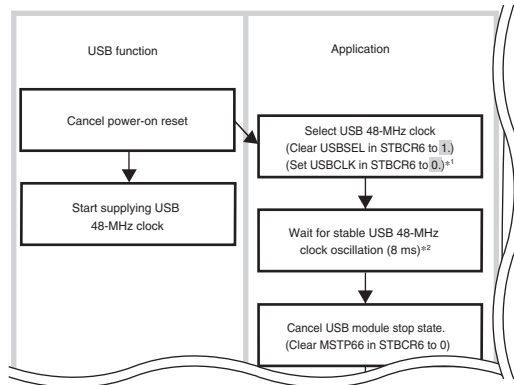 USB function
Application
Cancel power-on reset
Start supplying USB
48-MHz clock
Select USB 48-MHz clock
(Clear USBSEL in STBCR6 to 1.)
(Set USBCLK in STBCR6 to 0.)*1
Wait for stable USB 48-MHz
clock oscillation (8 ms)*2
Cancel USB module stop state.
(Clear MSTP66 in STBCR6 to 0)